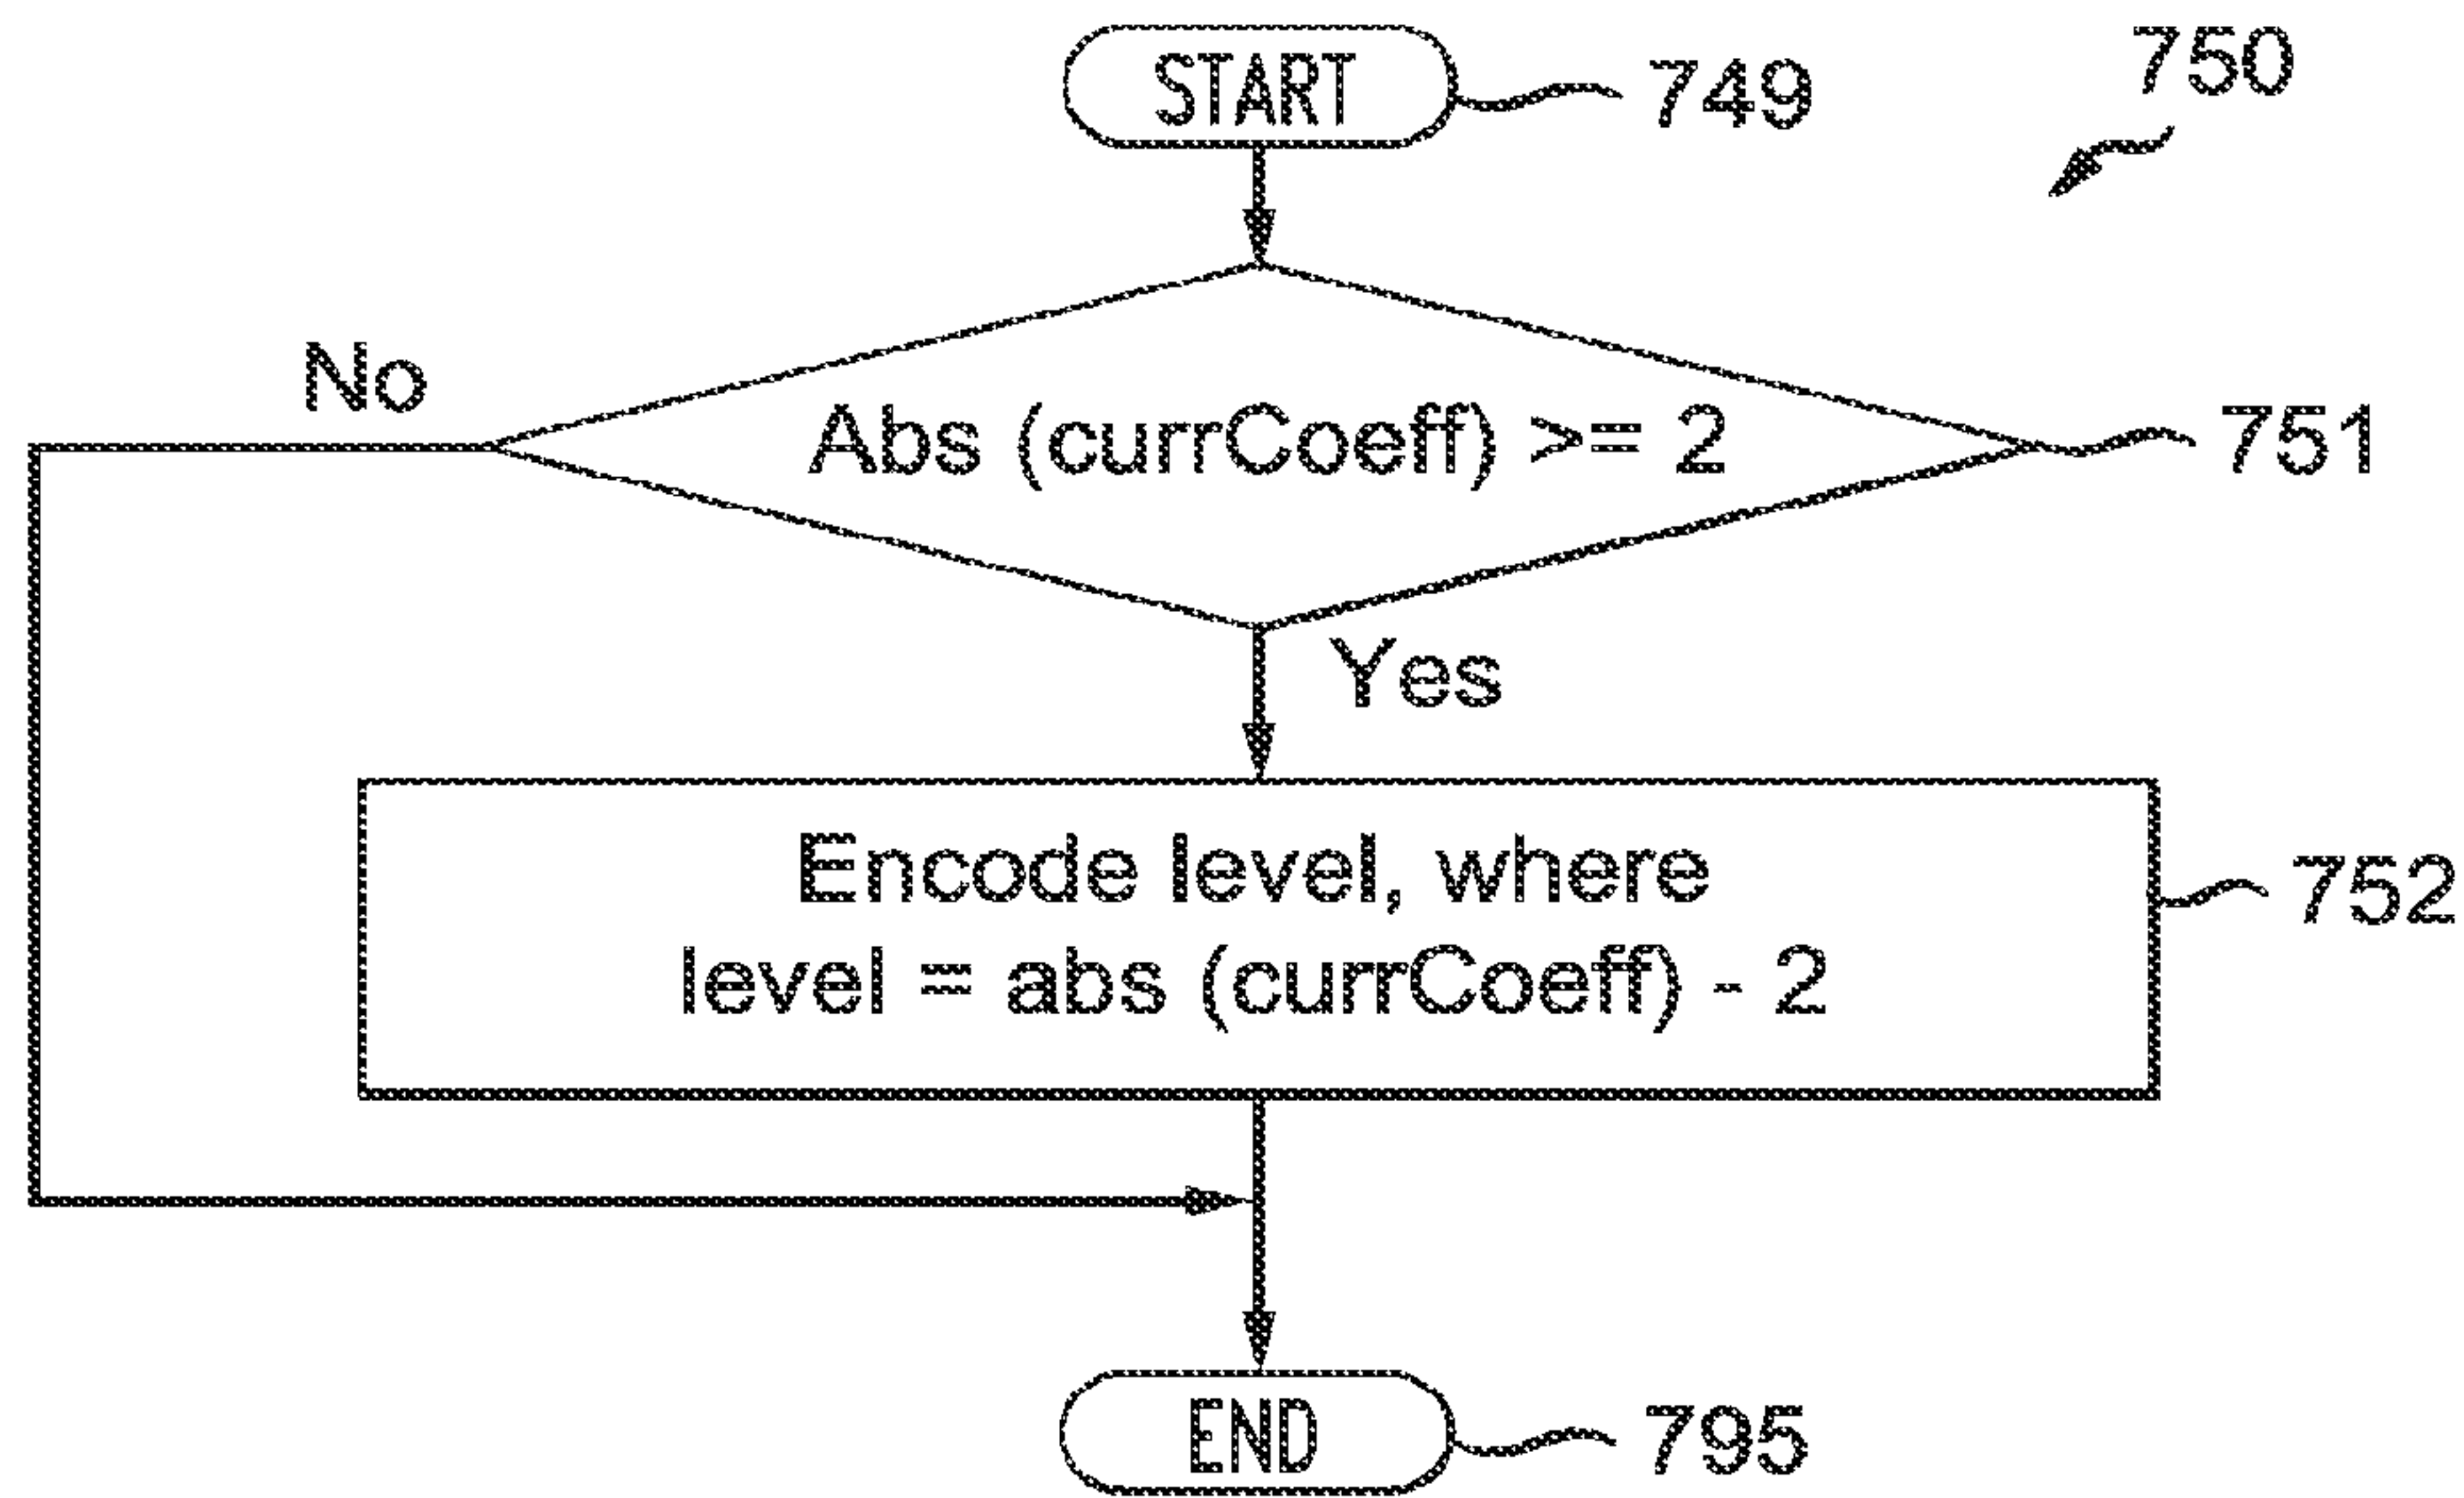 750
START 749
No
Abs (currCoeff) >= 2 751
Yes
Encode level, where
level = abs (currCoeff) - 2
752
END 795